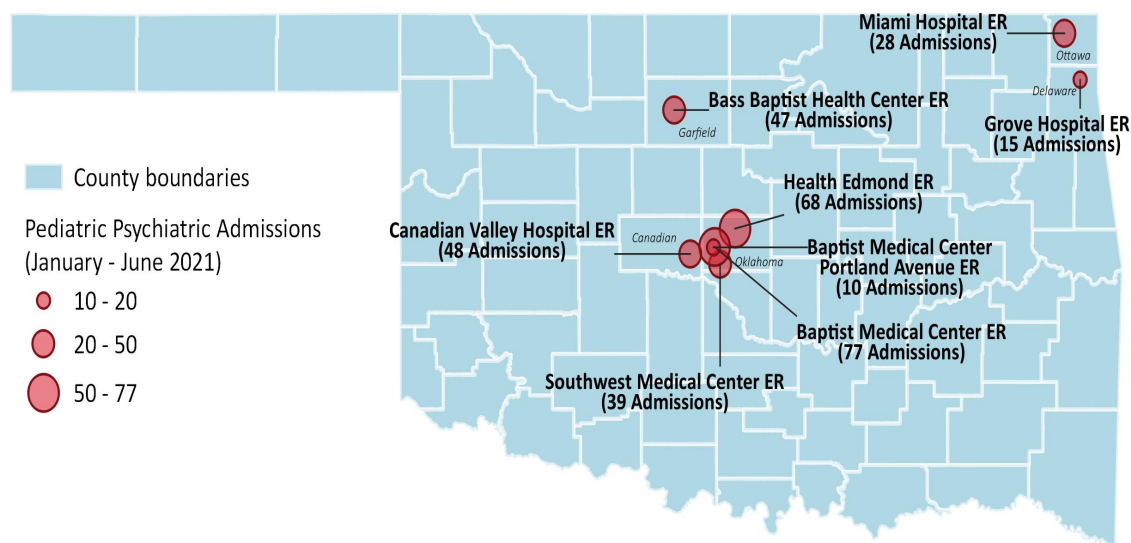 Miami Hospital ER
(28 Admissions)
Ottawa
Delaware
Bass Baptist Health Center ER
(47 Admissions)
Garfield
Grove Hospital ER
(15 Admissions)
County boundaries
Pediatric Psychiatric Admissions
(January - June 2021)
10 - 20
20 - 50
50 - 77
Health Edmond ER
(68 Admissions)
Canadian Valley Hospital ER
(48 Admissions)
Canadian
Oklahoma
Baptist Medical Center
Portland Avenue ER
(10 Admissions)
Baptist Medical Center ER
(77 Admissions)
Southwest Medical Center ER
(39 Admissions)